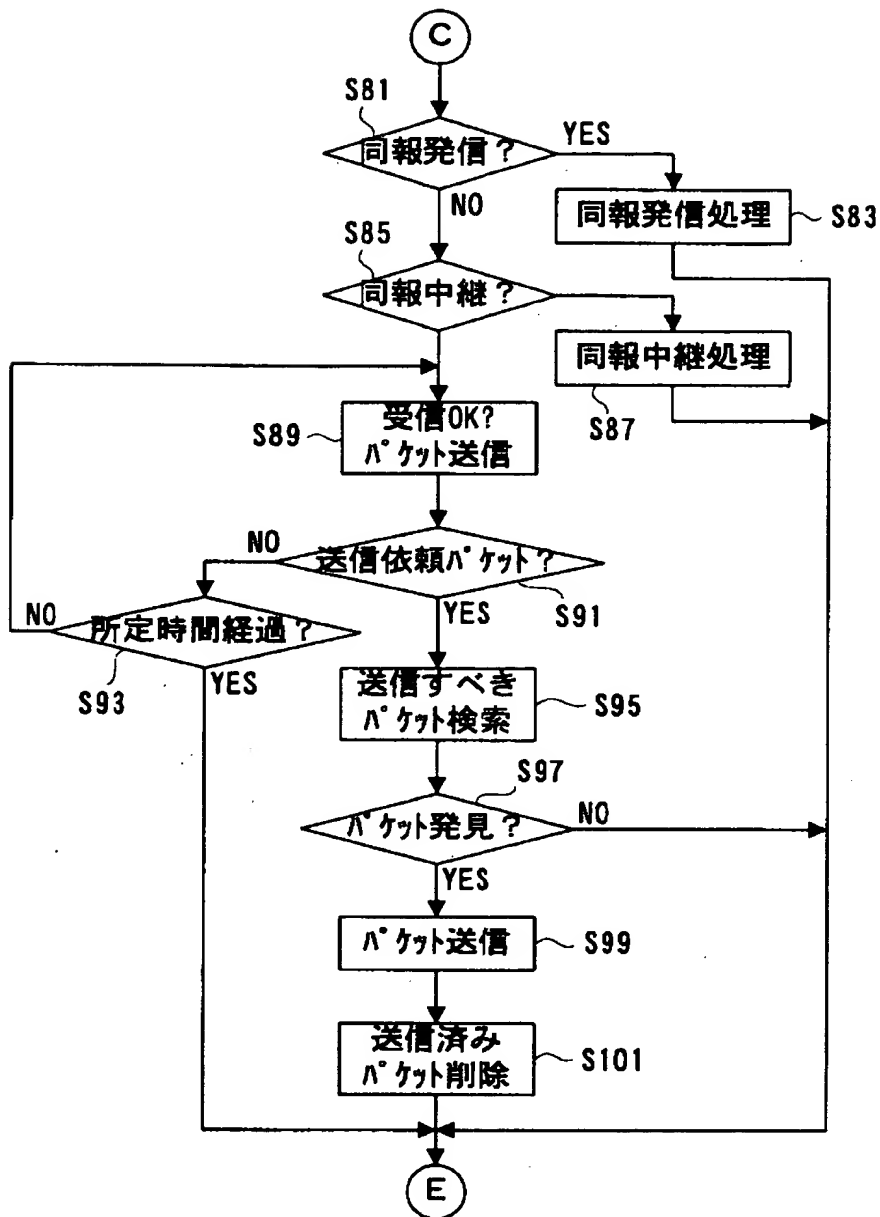 C
S81
同報発信？
YES
NO
同報発信処理
S83
S85
同報中継？
同報中継処理
S87
S89
受信OK?
パケット送信
送信依頼パケット？
NO
S91
YES
所定時間経過？
NO
S93
YES
送信すべき
パケット検索
S95
S97
パケット発見？
NO
YES
パケット送信
S99
送信済み
パケット削除
S101
E